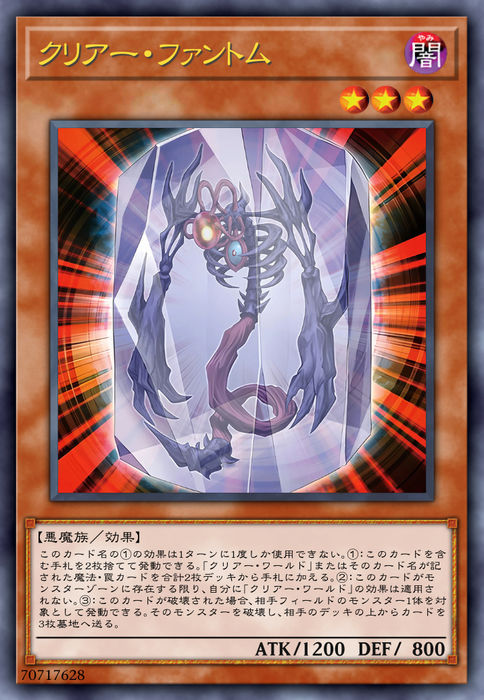 クリアー・ファントム
やみ
闇
【悪魔族／効果】
このカード名の①の効果は1ターンに1度しか使用できない。①：このカードを含
む手札を2枚捨てて発動できる。「クリアー・ワールド」またはそのカード名が記
された魔法・罠カードを合計2枚デッキから手札に加える。②：このカードがモ
ンスターゾーンに存在する限り、自分に「クリアー・ワールド」の効果は適用され
ない。③：このカードが破壊された場合、相手フィールドのモンスター1体を対
象として発動できる。そのモンスターを破壊し、相手のデッキの上からカードを
3枚墓地へ送る。
ATK/1200 DEF/ 800
70717628